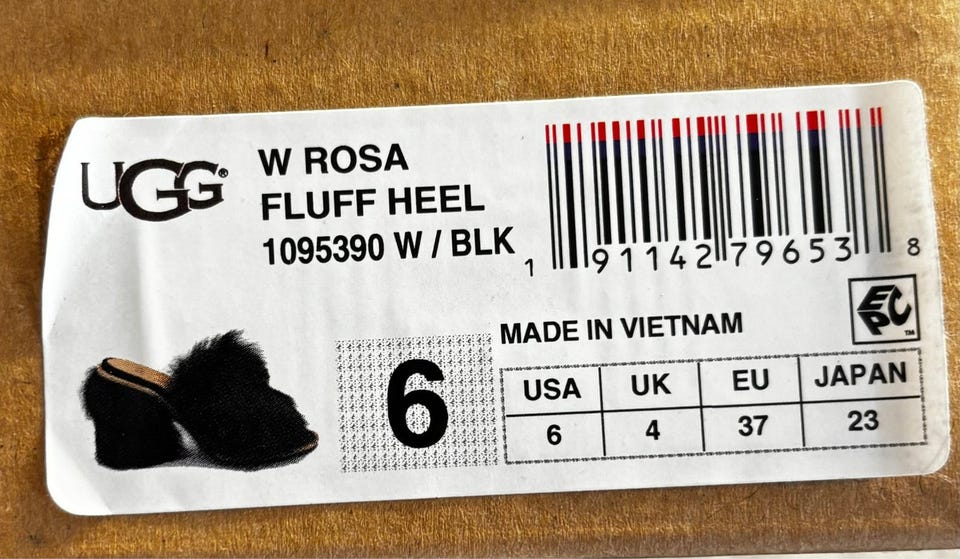 UGG®
W ROSA
FLUFF HEEL
1095390 W / BLK
1 91142 79653 8
EPC™
MADE IN VIETNAM
6
USA UK EU JAPAN
6 4 37 23